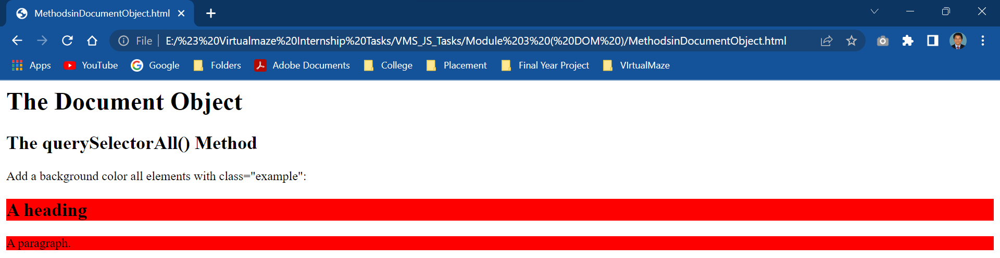 MethodsinDocumentObject.html
File E:/%23%20Virtualmaze%20Internship%20Tasks/VMS_JS_Tasks/Module%203%20(%20DOM%20)/MethodsinDocumentObject.html
Apps YouTube Google Folders Adobe Documents College Placement Final Year Project VIrtualMaze
The Document Object
The querySelectorAll() Method
Add a background color all elements with class="example":
A heading
A paragraph.